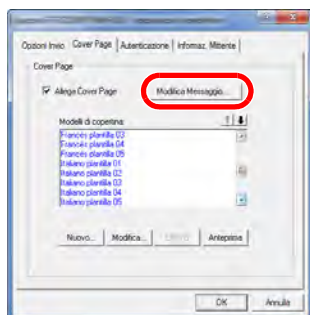 Opzioni Invio Cover Page Autenticazione Informaz. Mittente
Cover Page
Allega Cover Page
Modifica Messaggio...
Modelli di copertina:
Francés plantilla 03
Francés plantilla 04
Francés plantilla 05
Italiano plantilla 01
Italiano plantilla 02
Italiano plantilla 03
Italiano plantilla 04
Italiano plantilla 05
Nuovo... Modifica... Anteprima
OK Annulla